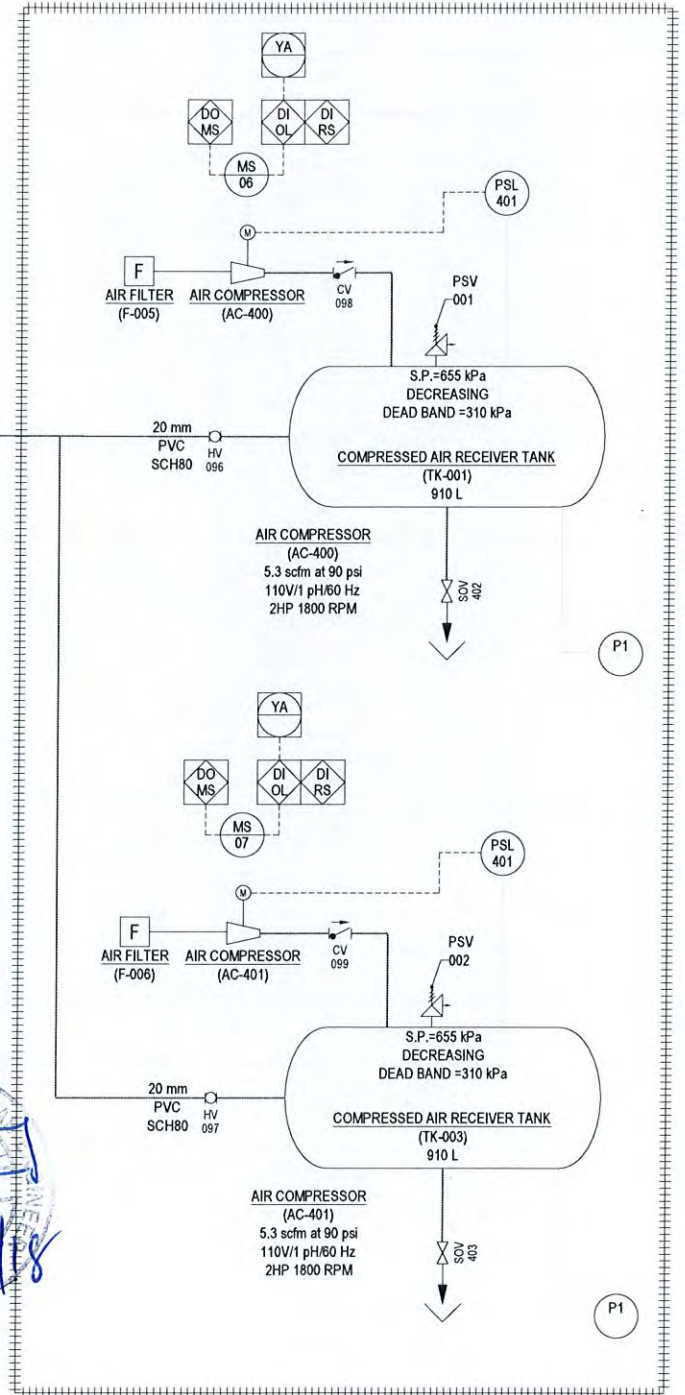 YA
DO
MS
DI
OL
DI
RS
MS
06
PSL
401
M
F
AIR FILTER
(F-005)
AIR COMPRESSOR
(AC-400)
CV
098
PSV
001
S.P.=655 kPa
DECREASING
DEAD BAND =310 kPa
20 mm
PVC
SCH80
HV
096
COMPRESSED AIR RECEIVER TANK
(TK-001)
910 L
AIR COMPRESSOR
(AC-400)
5.3 scfm at 90 psi
110V/1 pH/60 Hz
2HP 1800 RPM
SOV
402
P1
YA
DO
MS
DI
OL
DI
RS
MS
07
PSL
401
M
F
AIR FILTER
(F-006)
AIR COMPRESSOR
(AC-401)
CV
099
PSV
002
S.P.=655 kPa
DECREASING
DEAD BAND =310 kPa
20 mm
PVC
SCH80
HV
097
COMPRESSED AIR RECEIVER TANK
(TK-003)
910 L
AIR COMPRESSOR
(AC-401)
5.3 scfm at 90 psi
110V/1 pH/60 Hz
2HP 1800 RPM
SOV
403
P1